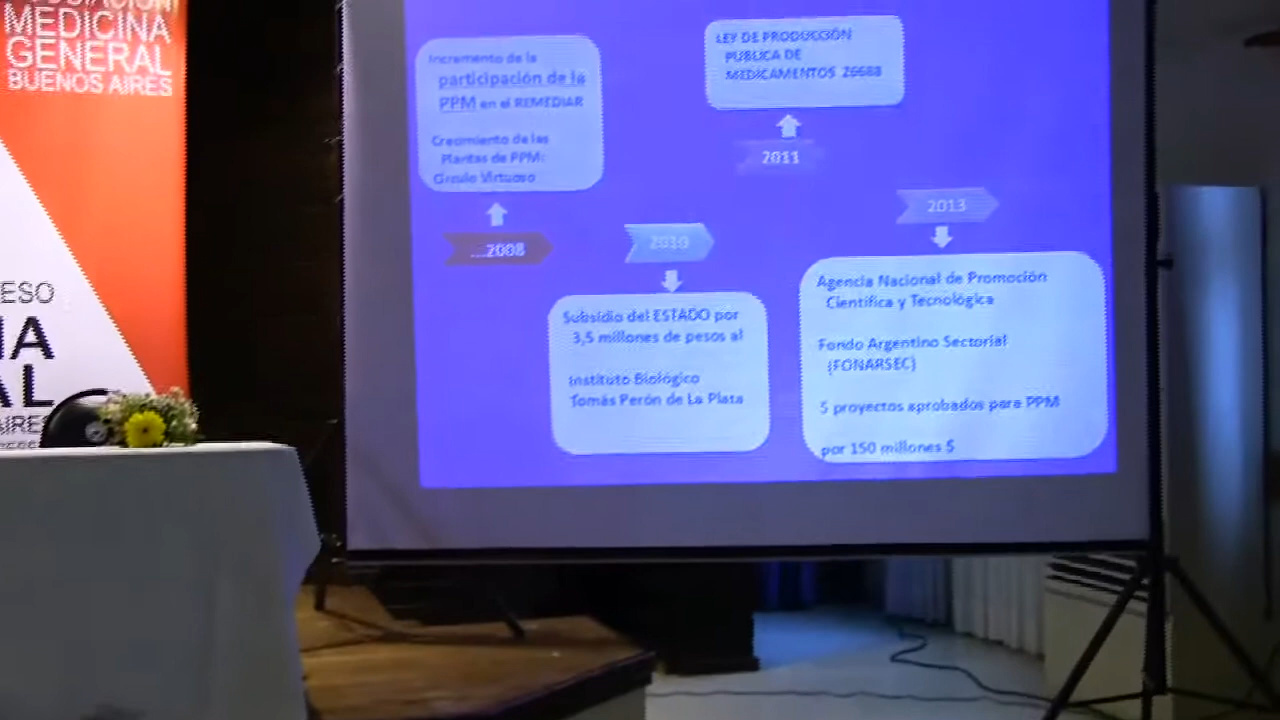 MEDICINA
GENERAL
BUENOS AIRES
ESO
IA
AL
AIRES
Incremento de la
participación de la
PPM en el REMEDIAR
Crecimiento de las
Plantas de PPM:
Circulo Virtuoso
...2008
2010
Subsidio del ESTADO por
3,5 millones de pesos al
Instituto Biológico
Tomás Perón de La Plata
LEY DE PRODUCCIÓN
PUBLICA DE
MEDICAMENTOS 26688
2011
2013
Agencia Nacional de Promoción
Científica y Tecnológica
Fondo Argentino Sectorial
(FONARSEC)
5 proyectos aprobados para PPM
por 150 millones $